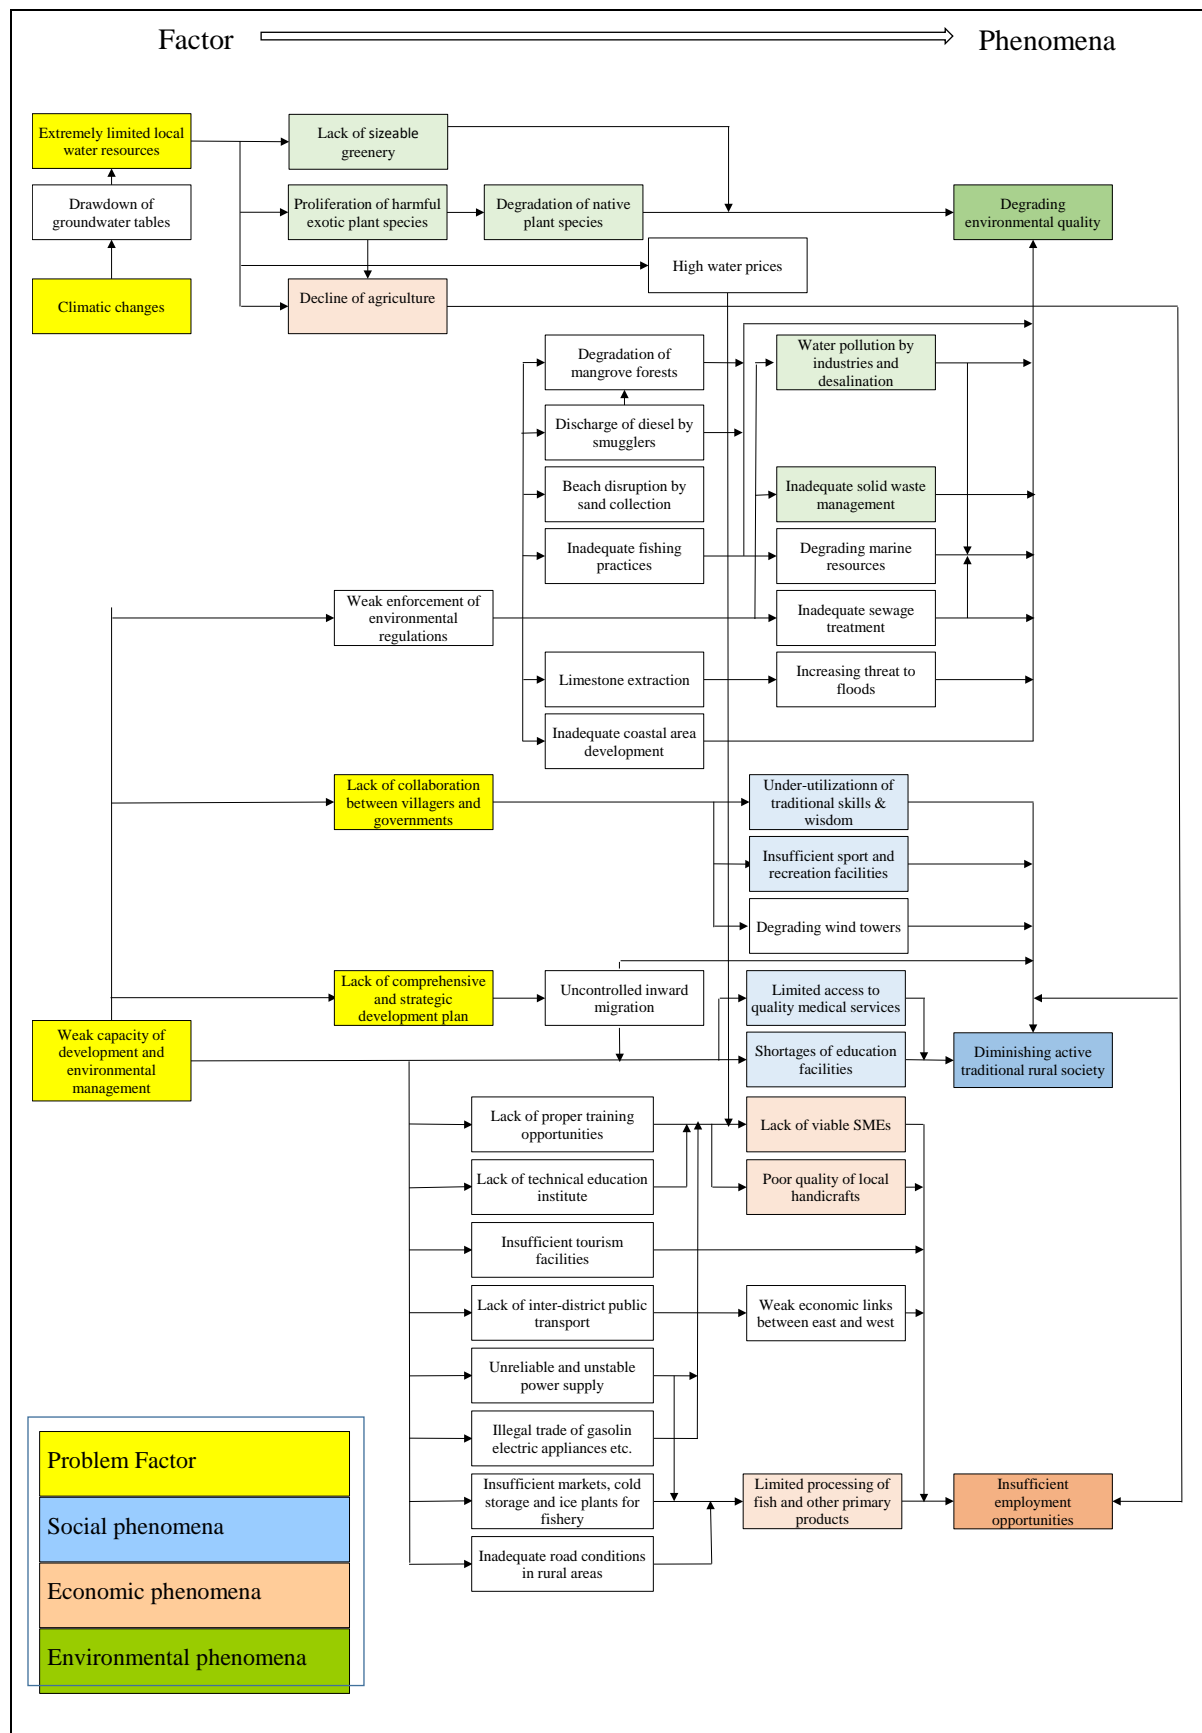 Factor
Phenomena
Extremely limited local
water resources
Lack of sizeable
greenery
Drawdown of
groundwater tables
Proliferation of harmful
exotic plant species
Degradation of native
plant species
Degrading
environmental quality
High water prices
Climatic changes
Decline of agriculture
Degradation of
mangrove forests
Water pollution by
industries and
desalination
Discharge of diesel by
smugglers
Beach disruption by
sand collection
Inadequate solid waste
management
Inadequate fishing
practices
Degrading marine
resources
Weak enforcement of
environmental
regulations
Inadequate sewage
treatment
Limestone extraction
Increasing threat to
floods
Inadequate coastal area
development
Lack of collaboration
between villagers and
governments
Under-utilizationn of
traditional skills &
wisdom
Insufficient sport and
recreation facilities
Degrading wind towers
Lack of comprehensive
and strategic
development plan
Uncontrolled inward
migration
Limited access to
quality medical services
Weak capacity of
development and
environmental
management
Shortages of education
facilities
Diminishing active
traditional rural society
Lack of proper training
opportunities
Lack of viable SMEs
Lack of technical education
institute
Poor quality of local
handicrafts
Insufficient tourism
facilities
Lack of inter-district public
transport
Weak economic links
between east and west
Unreliable and unstable
power supply
Illegal trade of gasolin
electric appliances etc.
Insufficient markets, cold
storage and ice plants for
fishery
Limited processing of
fish and other primary
products
Insufficient
employment
opportunities
Inadequate road conditions
in rural areas
Problem Factor
Social phenomena
Economic phenomena
Environmental phenomena